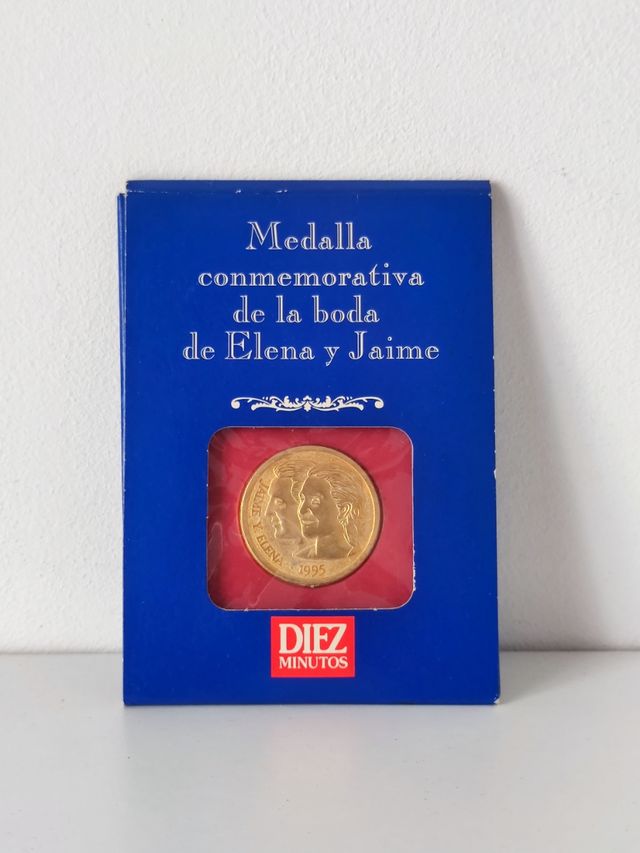 Medalla
conmemorativa
de la boda
de Elena y Jaime
JAIME Y ELENA
1995
DIEZ
MINUTOS